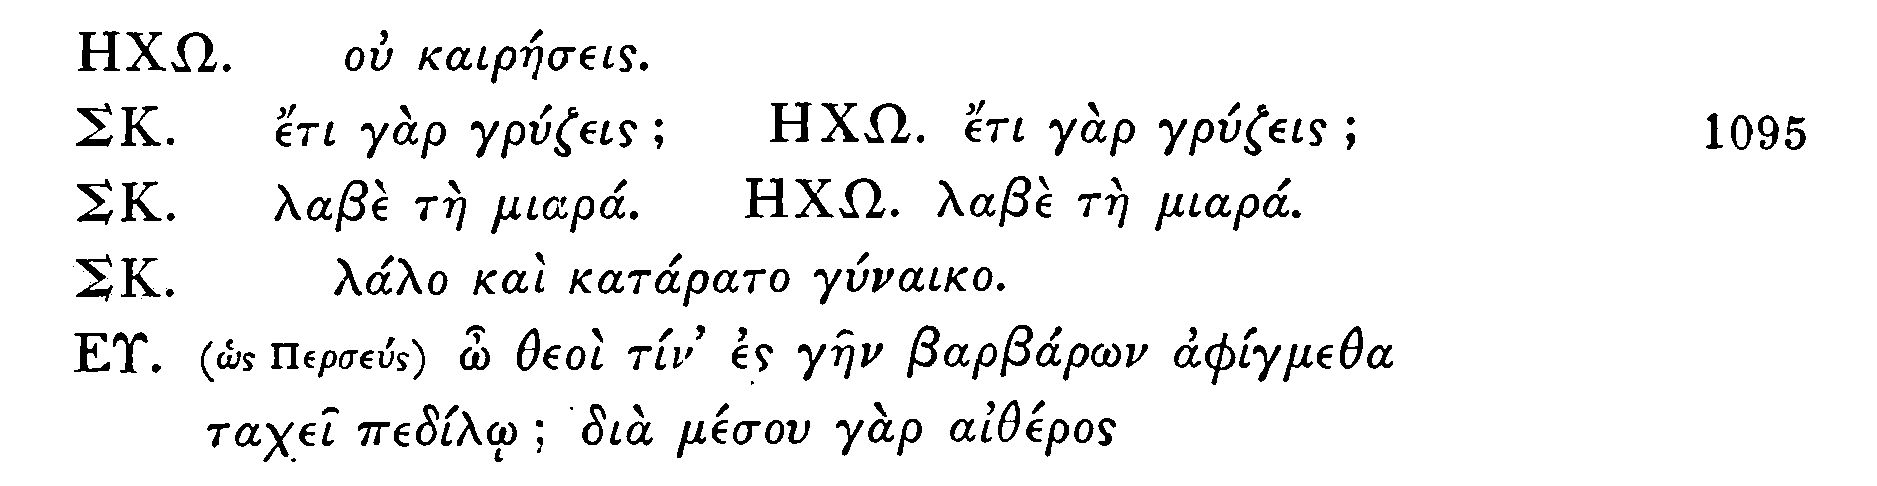 ΗΧΩ. οὐ καιρήσεις.
ΣΚ. ἔτι γὰρ γρύζεις; ΗΧΩ. ἔτι γὰρ γρύζεις; 1095
ΣΚ. λαβὲ τὴ μιαρά. ΗΧΩ. λαβὲ τὴ μιαρά.
ΣΚ. λάλο καὶ κατάρατο γύναικο.
ΕΥ. (ὡς Περσεύς) ὦ θεοὶ τίν’ ἐς γῆν βαρβάρων ἀφίγμεθα
ταχεῖ πεδίλῳ; διὰ μέσου γὰρ αἰθέρος